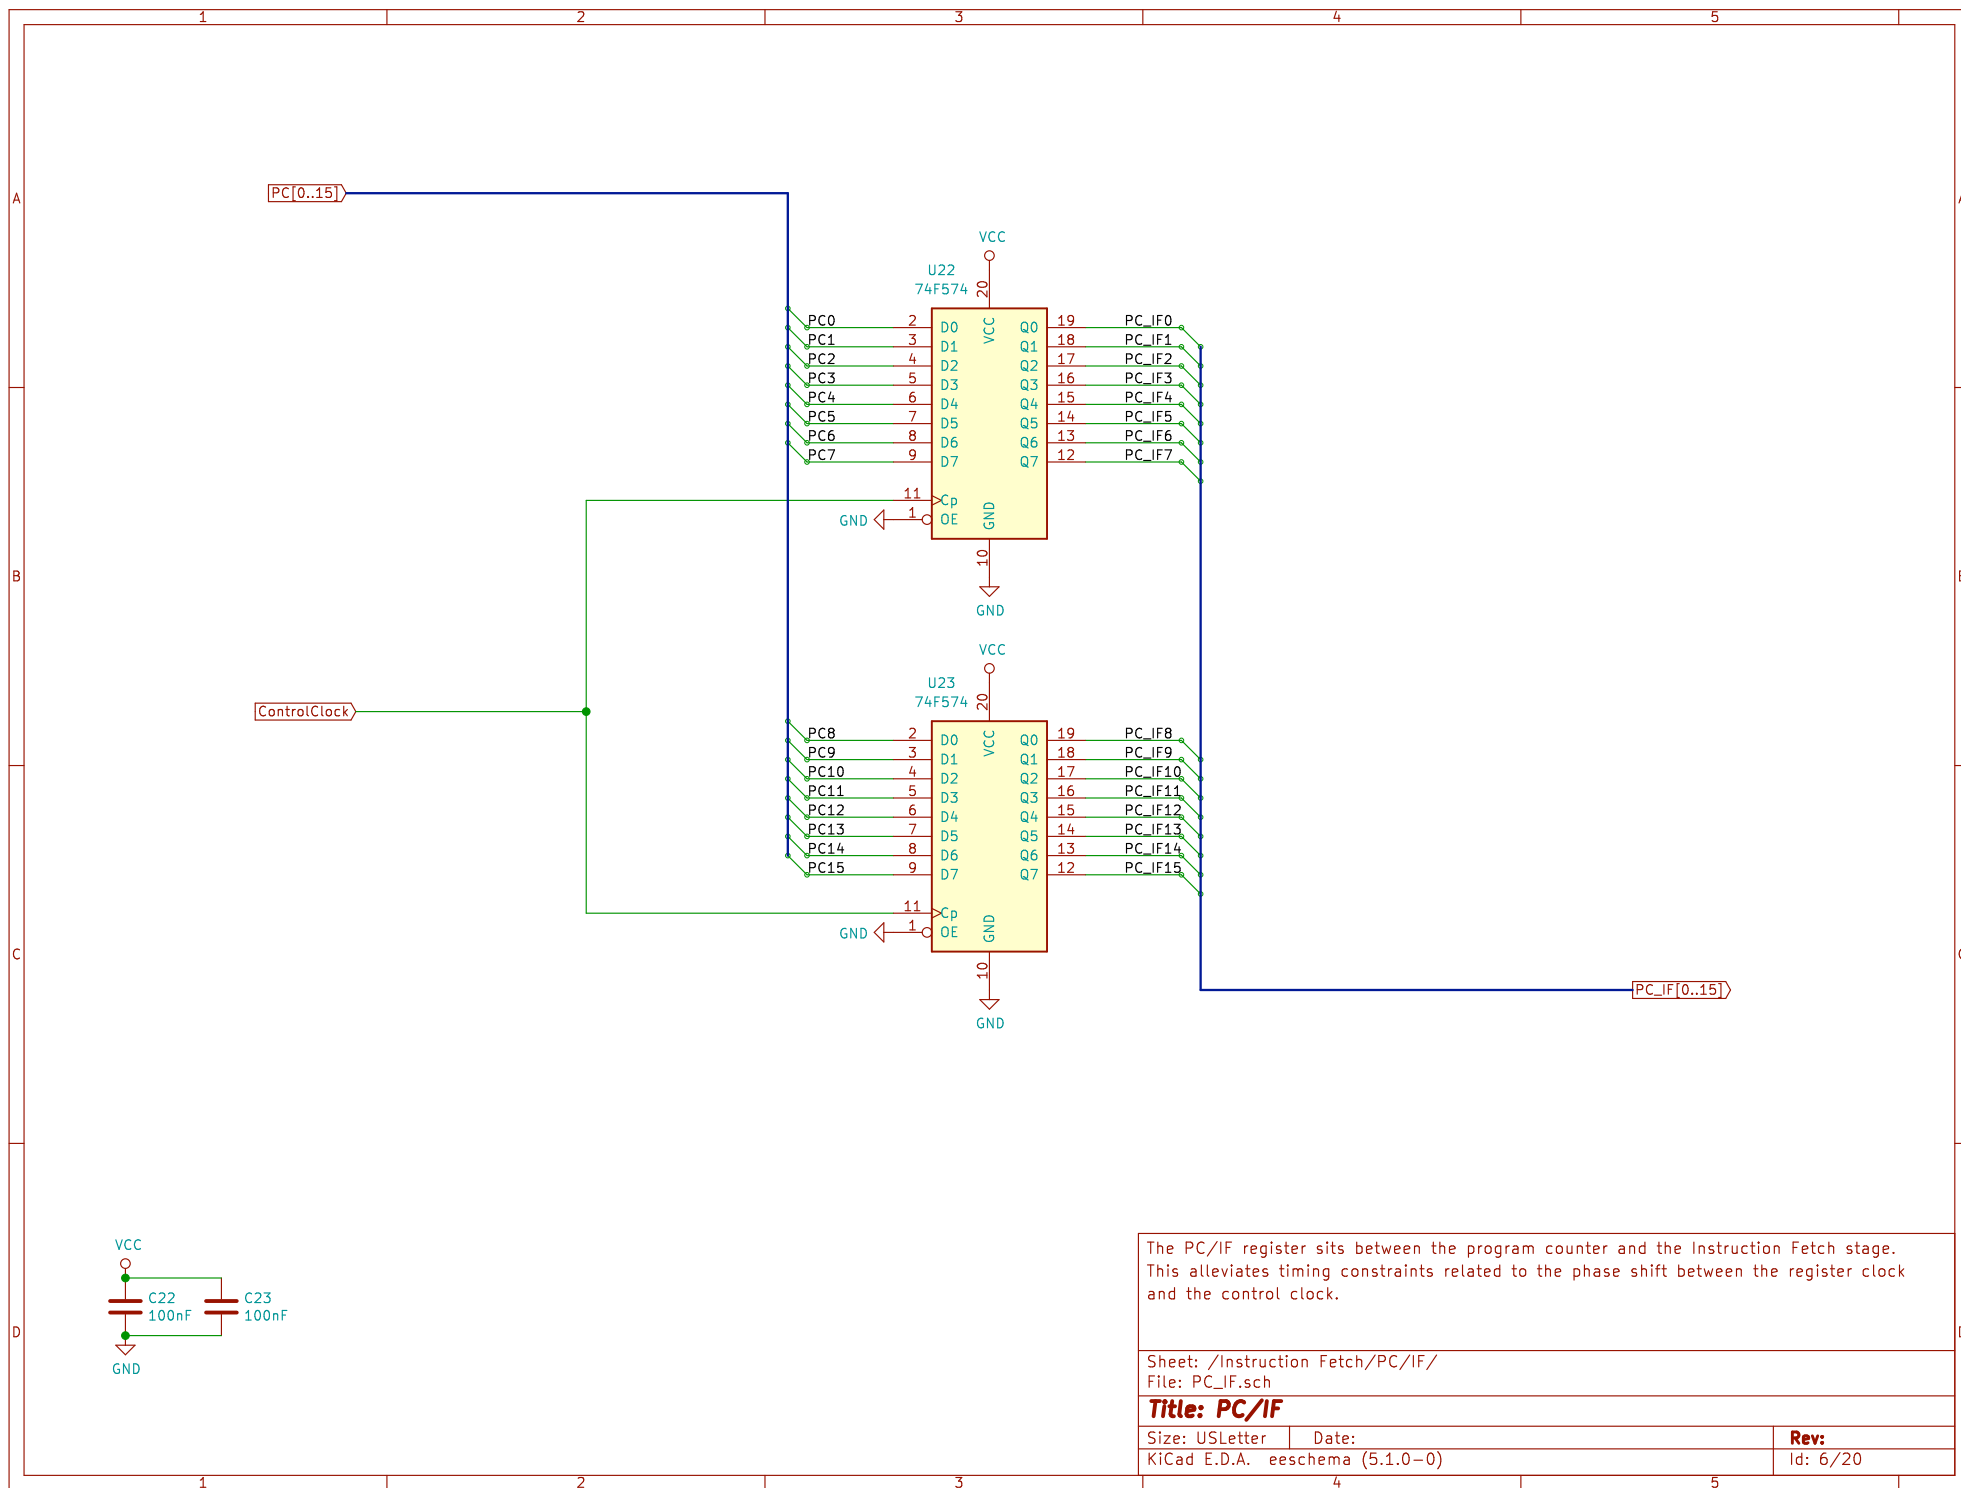 1 2 3 4 5
A
B
C
D
PC[0..15]
VCC
U22
74F574
20
VCC
PC0 2 D0 Q0 19 PC_IF0
PC1 3 D1 Q1 18 PC_IF1
PC2 4 D2 Q2 17 PC_IF2
PC3 5 D3 Q3 16 PC_IF3
PC4 6 D4 Q4 15 PC_IF4
PC5 7 D5 Q5 14 PC_IF5
PC6 8 D6 Q6 13 PC_IF6
PC7 9 D7 Q7 12 PC_IF7
11 Cp
GND 1 OE
GND
10
GND
ControlClock
VCC
U23
74F574
20
VCC
PC8 2 D0 Q0 19 PC_IF8
PC9 3 D1 Q1 18 PC_IF9
PC10 4 D2 Q2 17 PC_IF10
PC11 5 D3 Q3 16 PC_IF11
PC12 6 D4 Q4 15 PC_IF12
PC13 7 D5 Q5 14 PC_IF13
PC14 8 D6 Q6 13 PC_IF14
PC15 9 D7 Q7 12 PC_IF15
11 Cp
GND 1 OE
GND
10
GND
PC_IF[0..15]
VCC
C22
100nF
C23
100nF
GND
The PC/IF register sits between the program counter and the Instruction Fetch stage.
This alleviates timing constraints related to the phase shift between the register clock
and the control clock.
Sheet: /Instruction Fetch/PC/IF/
File: PC_IF.sch
Title: PC/IF
Size: USLetter Date: Rev:
KiCad E.D.A. eeschema (5.1.0-0) Id: 6/20
1 2 3 4 5